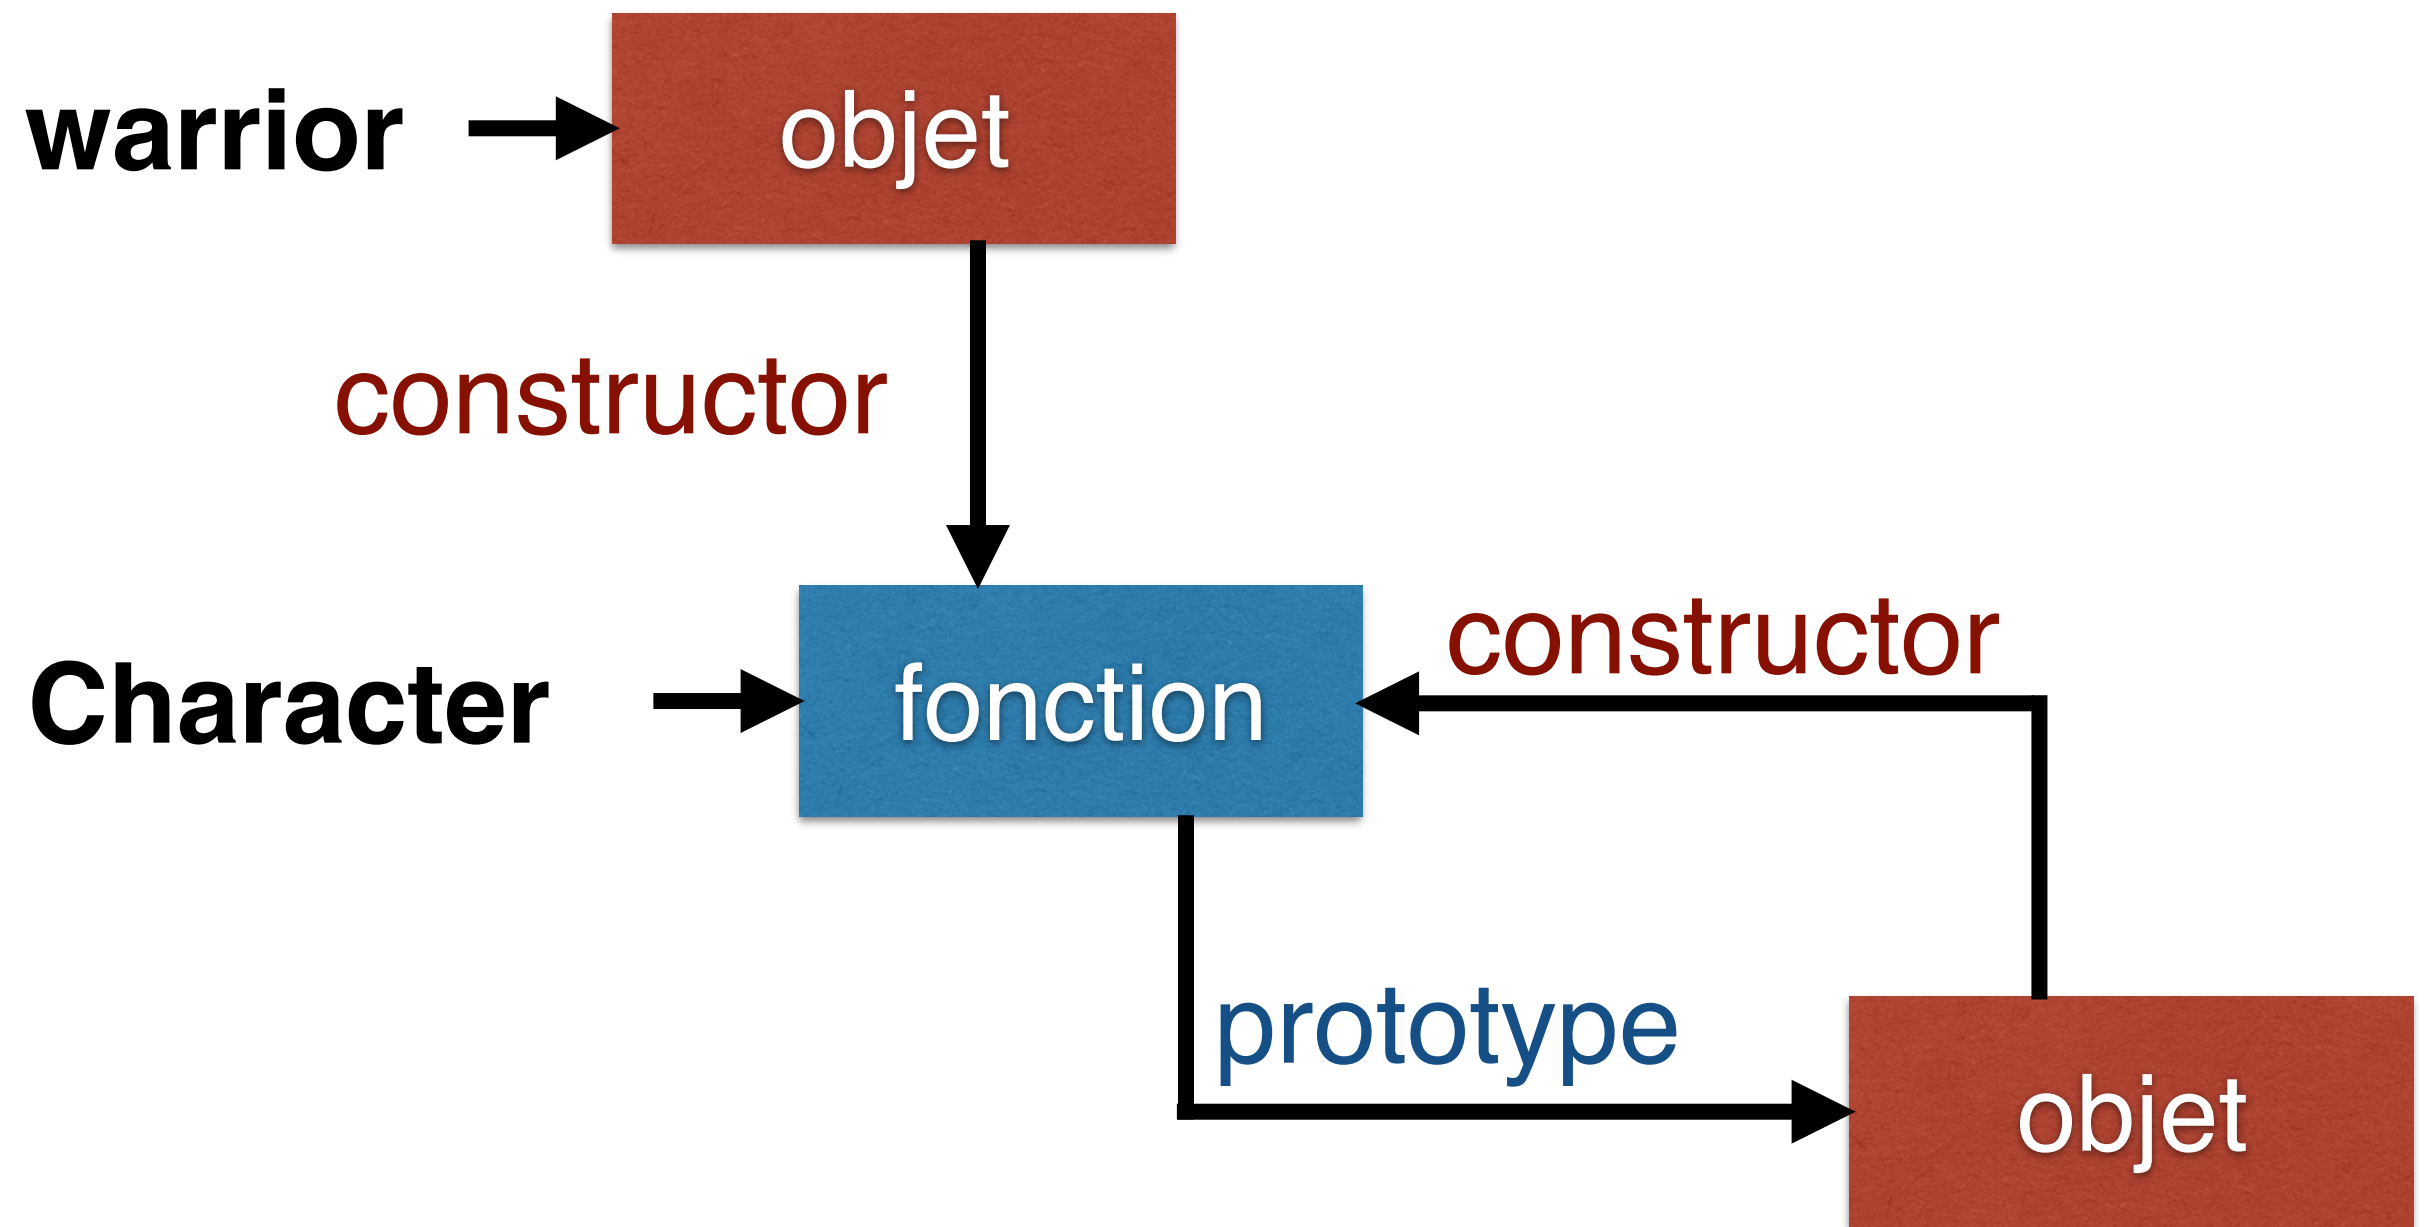 warrior
objet
constructor
Character
fonction
constructor
prototype
objet